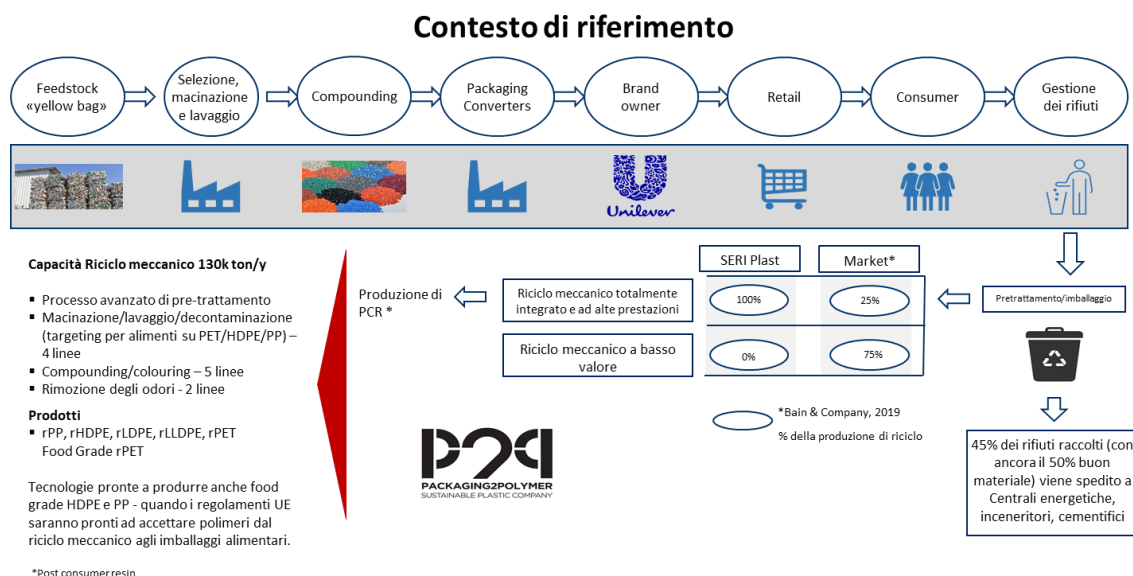 Contesto di riferimento
Feedstock
«yellow bag»
Selezione,
macinazione
e lavaggio
Compounding
Packaging
Converters
Brand
owner
Retail
Consumer
Gestione
dei rifiuti
Unilever
Capacità Riciclo meccanico 130k ton/y
▪ Processo avanzato di pre-trattamento
▪ Macinazione/lavaggio/decontaminazione
(targeting per alimenti su PET/HDPE/PP) –
4 linee
▪ Compounding/colouring – 5 linee
▪ Rimozione degli odori - 2 linee
Prodotti
▪ rPP, rHDPE, rLDPE, rLLDPE, rPET
Food Grade rPET
Tecnologie pronte a produrre anche food
grade HDPE e PP - quando i regolamenti UE
saranno pronti ad accettare polimeri dal
riciclo meccanico agli imballaggi alimentari.
*Post consumer resin
Produzione di
PCR *
SERI Plast
Market*
Riciclo meccanico totalmente
integrato e ad alte prestazioni
100%
25%
Riciclo meccanico a basso
valore
0%
75%
*Bain & Company, 2019
% della produzione di riciclo
P2P
PACKAGING2POLYMER
SUSTAINABLE PLASTIC COMPANY
Pretrattamento/imballaggio
45% dei rifiuti raccolti (con
ancora il 50% buon
materiale) viene spedito a
Centrali energetiche,
inceneritori, cementifici